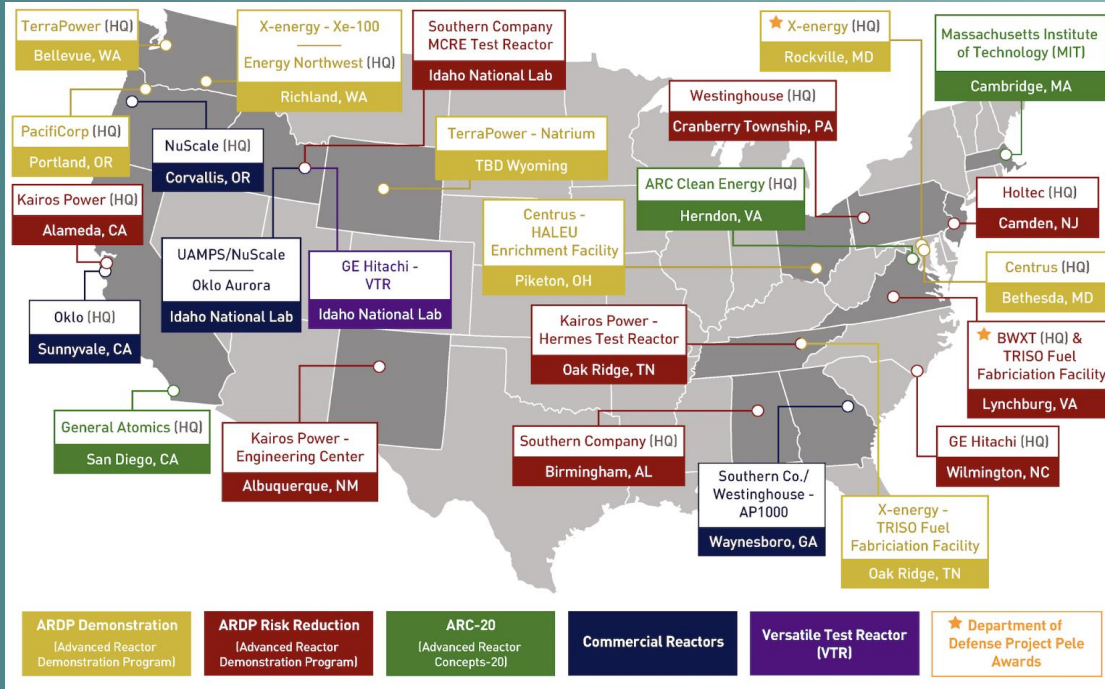 TerraPower (HQ)
Bellevue, WA
X-energy - Xe-100
Energy Northwest (HQ)
Richland, WA
Southern Company
MCRE Test Reactor
Idaho National Lab
★ X-energy (HQ)
Rockville, MD
Massachusetts Institute
of Technology (MIT)
Cambridge, MA
PacifiCorp (HQ)
Portland, OR
NuScale (HQ)
Corvallis, OR
TerraPower - Natrium
TBD Wyoming
Westinghouse (HQ)
Cranberry Township, PA
Kairos Power (HQ)
Alameda, CA
ARC Clean Energy (HQ)
Herndon, VA
Holtec (HQ)
Camden, NJ
UAMPS/NuScale
Oklo Aurora
Idaho National Lab
GE Hitachi -
VTR
Idaho National Lab
Centrus -
HALEU
Enrichment Facility
Piketon, OH
Centrus (HQ)
Bethesda, MD
Oklo (HQ)
Sunnyvale, CA
Kairos Power -
Hermes Test Reactor
Oak Ridge, TN
★ BWXT (HQ) &
TRISO Fuel
Fabriciation Facility
Lynchburg, VA
General Atomics (HQ)
San Diego, CA
Kairos Power -
Engineering Center
Albuquerque, NM
Southern Company (HQ)
Birmingham, AL
Southern Co./
Westinghouse -
AP1000
Waynesboro, GA
GE Hitachi (HQ)
Wilmington, NC
X-energy -
TRISO Fuel
Fabriciation Facility
Oak Ridge, TN
ARDP Demonstration
(Advanced Reactor
Demonstration Program)
ARDP Risk Reduction
(Advanced Reactor
Demonstration Program)
ARC-20
(Advanced Reactor
Concepts-20)
Commercial Reactors
Versatile Test Reactor
(VTR)
★ Department of
Defense Project Pele
Awards